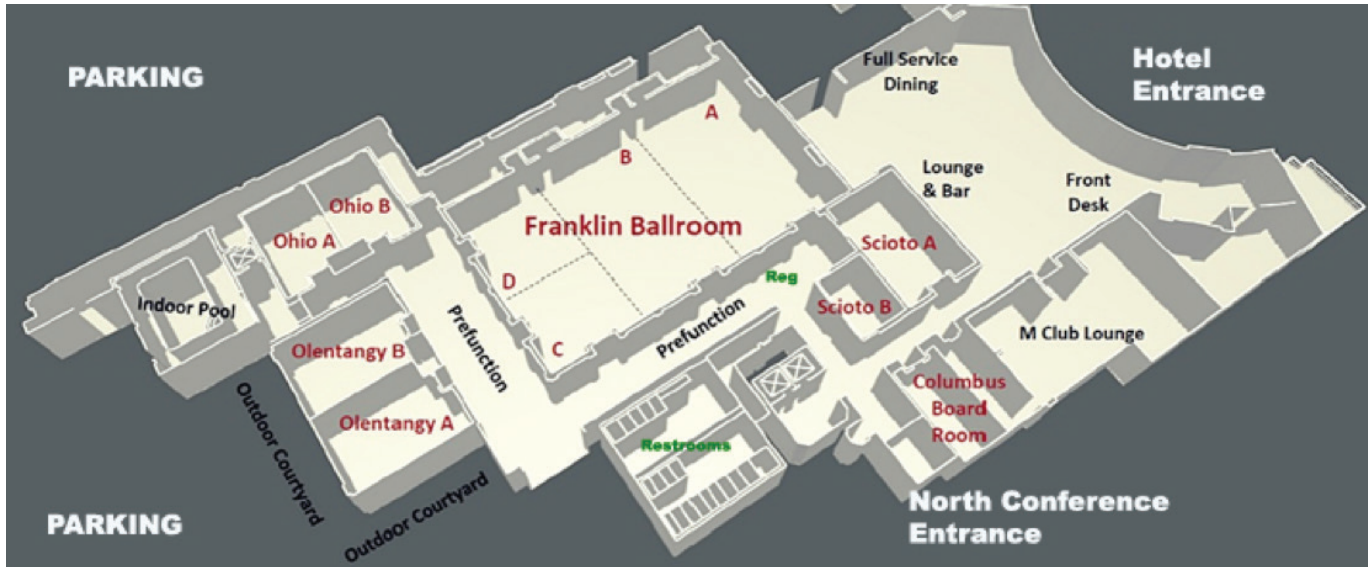 PARKING
Full Service
Dining
Hotel
Entrance
A
B
Lounge
& Bar
Front
Desk
Ohio B
Ohio A
Franklin Ballroom
Scioto A
D
Reg
Indoor Pool
Scioto B
Prefunction
Prefunction
M Club Lounge
C
Olentangy B
Columbus
Board
Room
Olentangy A
Restrooms
Outdoor Courtyard
Outdoor Courtyard
North Conference
Entrance
PARKING